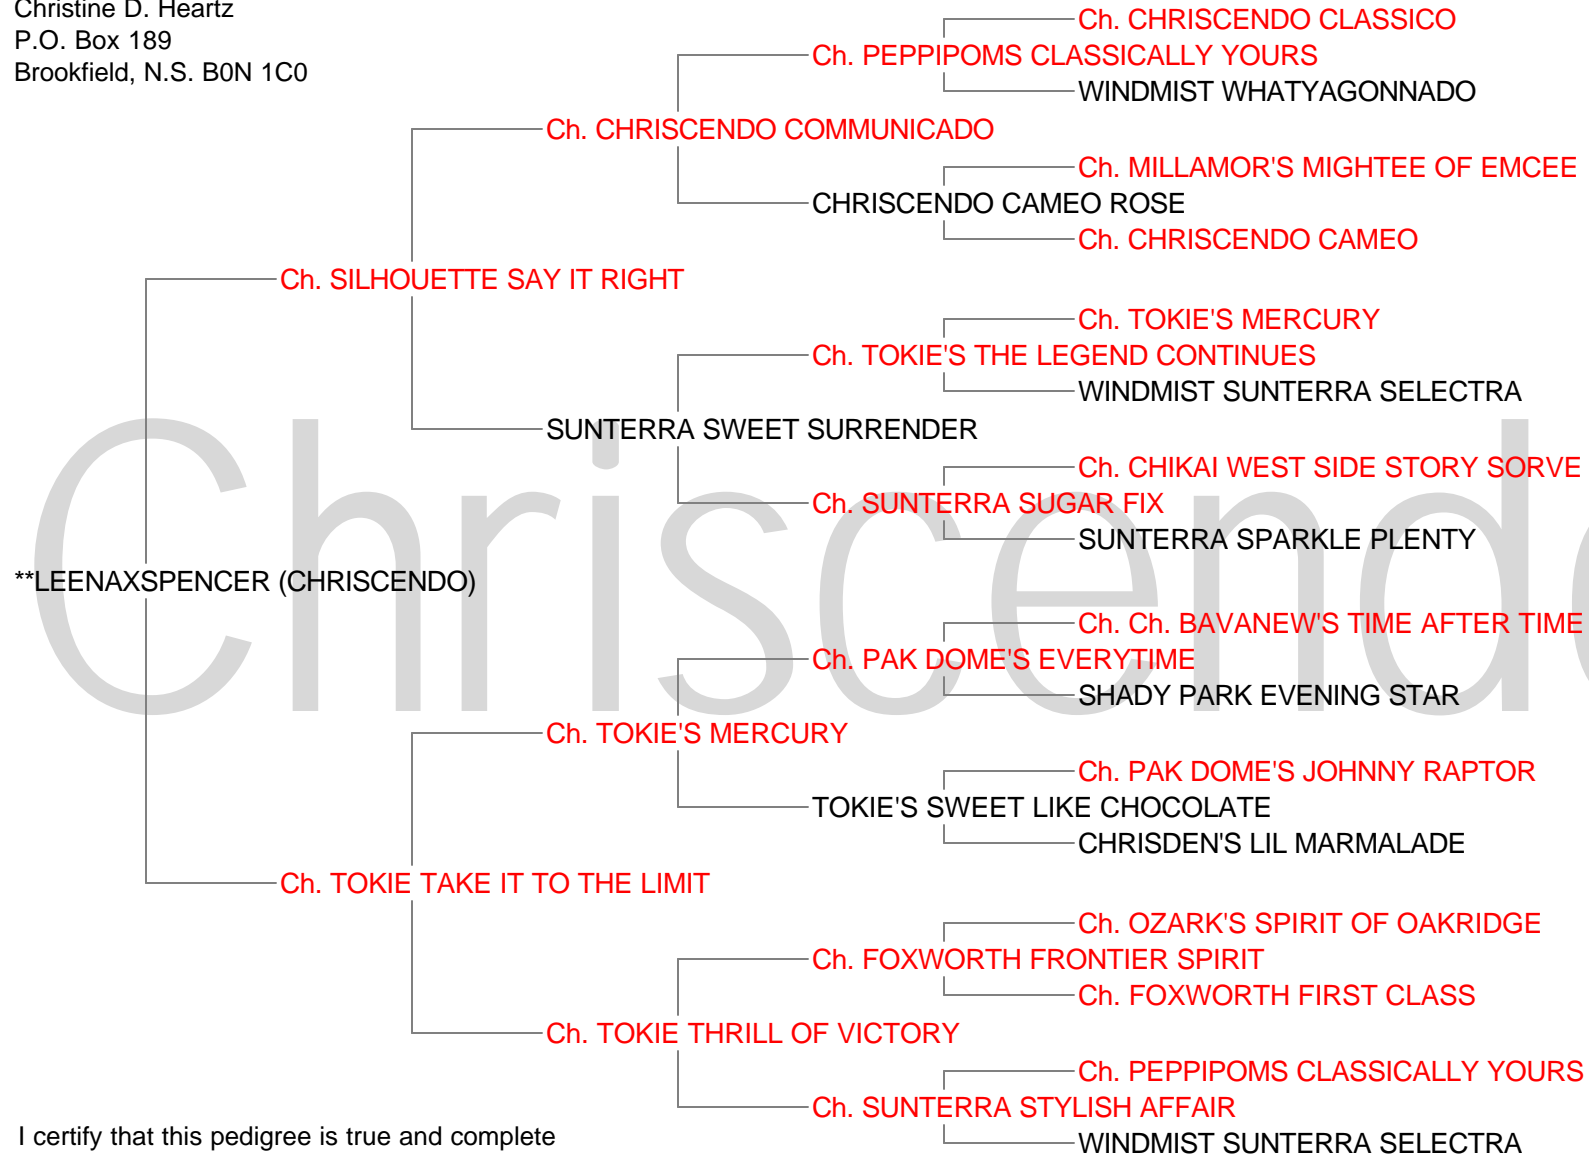 Christine D. Heartz
P.O. Box 189
Brookfield, N.S. B0N 1C0
Ch. CHRISCENDO CLASSICO
Ch. PEPPIPOMS CLASSICALLY YOURS
WINDMIST WHATYAGONNADO
Ch. CHRISCENDO COMMUNICADO
Ch. MILLAMOR'S MIGHTEE OF EMCEE
CHRISCENDO CAMEO ROSE
Ch. CHRISCENDO CAMEO
Ch. SILHOUETTE SAY IT RIGHT
Ch. TOKIE'S MERCURY
Ch. TOKIE'S THE LEGEND CONTINUES
WINDMIST SUNTERRA SELECTRA
SUNTERRA SWEET SURRENDER
Ch. CHIKAI WEST SIDE STORY SORVE
Ch. SUNTERRA SUGAR FIX
SUNTERRA SPARKLE PLENTY
Chriscendo
**LEENAXSPENCER (CHRISCENDO)
Ch. Ch. BAVANEW'S TIME AFTER TIME
Ch. PAK DOME'S EVERYTIME
SHADY PARK EVENING STAR
Ch. TOKIE'S MERCURY
Ch. PAK DOME'S JOHNNY RAPTOR
TOKIE'S SWEET LIKE CHOCOLATE
CHRISDEN'S LIL MARMALADE
Ch. TOKIE TAKE IT TO THE LIMIT
Ch. OZARK'S SPIRIT OF OAKRIDGE
Ch. FOXWORTH FRONTIER SPIRIT
Ch. FOXWORTH FIRST CLASS
Ch. TOKIE THRILL OF VICTORY
Ch. PEPPIPOMS CLASSICALLY YOURS
Ch. SUNTERRA STYLISH AFFAIR
WINDMIST SUNTERRA SELECTRA
I certify that this pedigree is true and complete